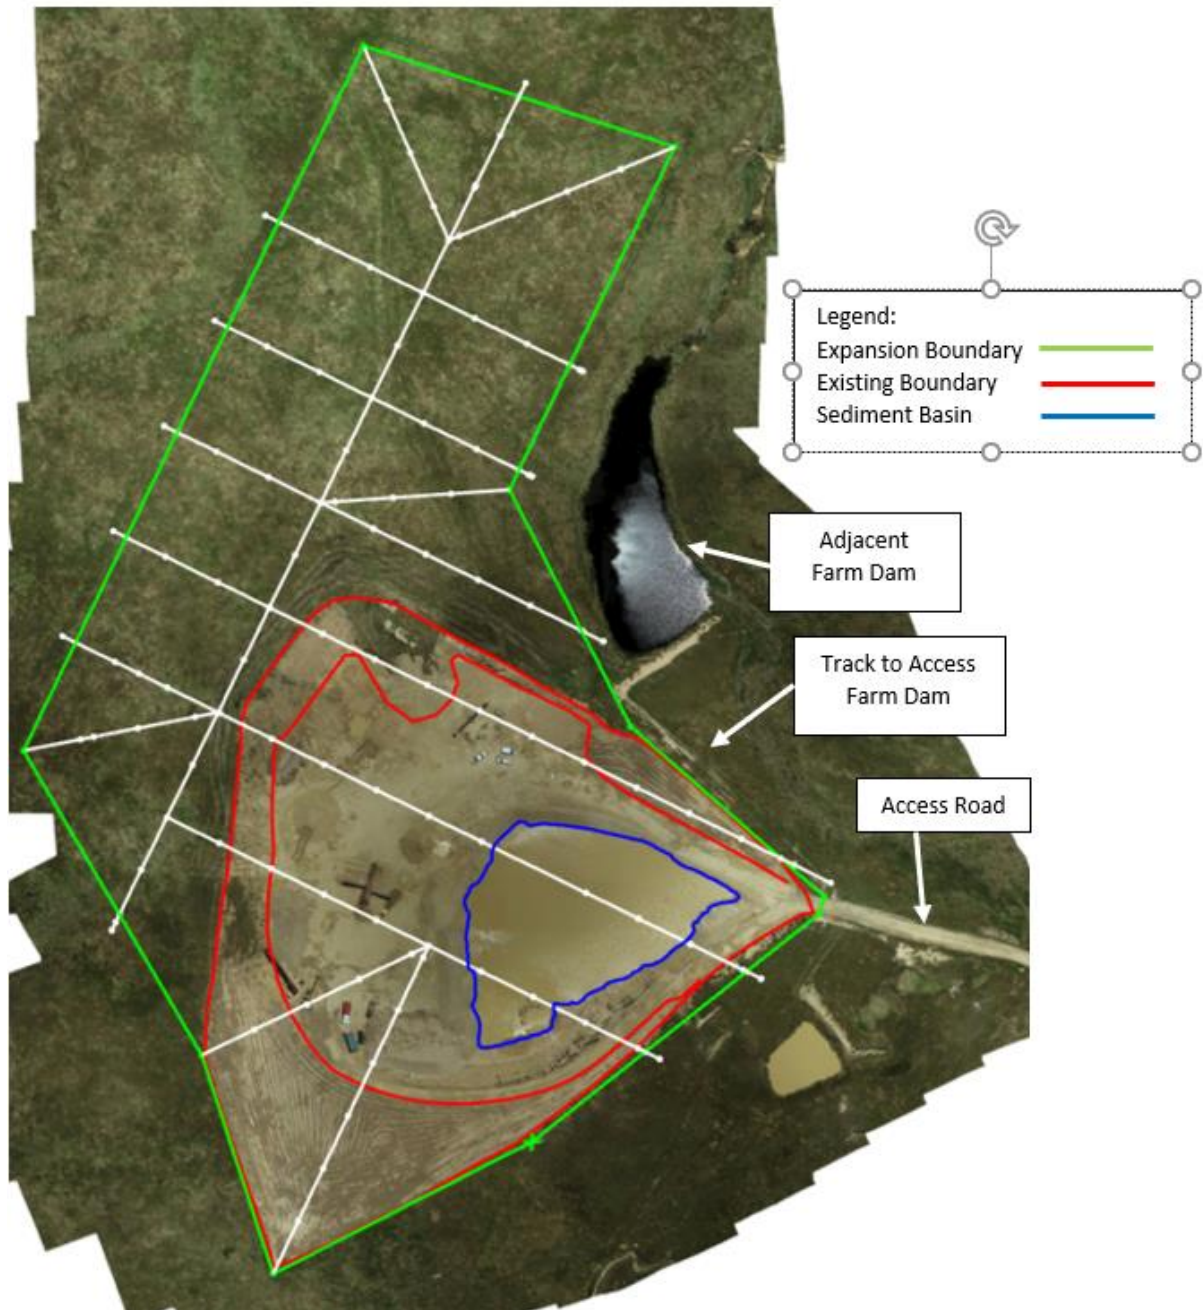 Legend:
Expansion Boundary
Existing Boundary
Sediment Basin
Adjacent
Farm Dam
Track to Access
Farm Dam
Access Road